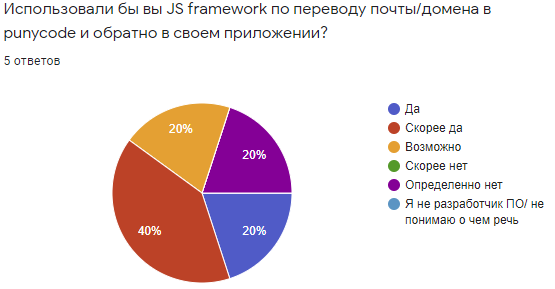 Использовали бы вы JS framework по переводу почты/домена в
punycode и обратно в своем приложении?
5 ответов
20%
20%
40%
20%
Да
Скорее да
Возможно
Скорее нет
Определенно нет
Я не разработчик ПО/ не
понимаю о чем речь